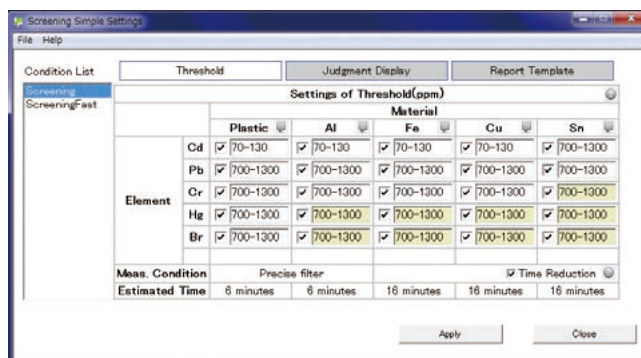 Screening Simple Settings
File Help
Condition List
Screening
ScreeningFast
Threshold Judgment Display Report Template
Settings of Threshold(ppm)
Material
Plastic Al Fe Cu Sn
Element
Cd 70-130 70-130 70-130 70-130 700-1300
Pb 700-1300 700-1300 700-1300 700-1300 700-1300
Cr 700-1300 700-1300 700-1300 700-1300 700-1300
Hg 700-1300 700-1300 700-1300 700-1300 700-1300
Br 700-1300 700-1300 700-1300 700-1300 700-1300
Meas. Condition Precise filter Time Reduction
Estimated Time 6 minutes 6 minutes 16 minutes 16 minutes 16 minutes
Apply Close